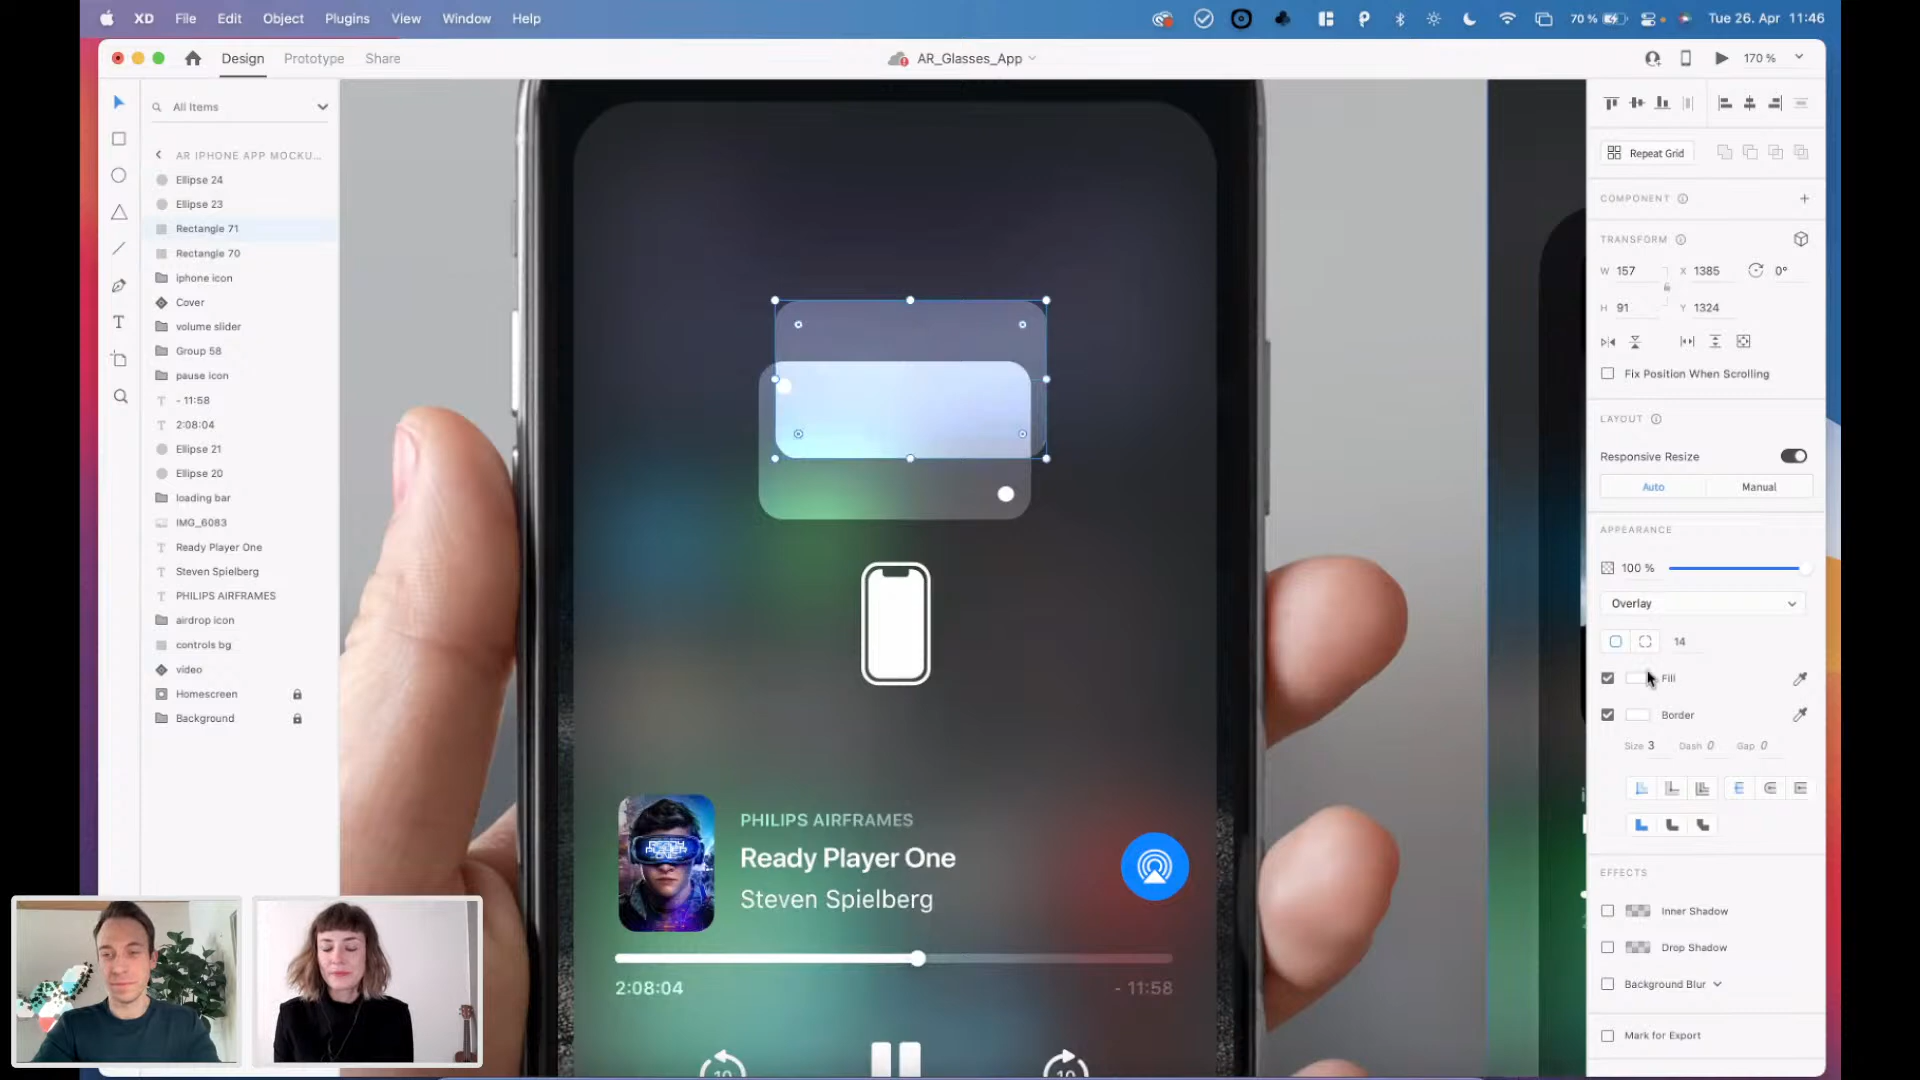 XD File Edit Object Plugins View Window Help
70 % Tue 26. Apr 11:46
Design Prototype Share
AR_Glasses_App
170 %
All Items
AR IPHONE APP MOCKU...
Ellipse 24
Ellipse 23
Rectangle 71
Rectangle 70
iphone icon
Cover
volume slider
Group 58
pause icon
- 11:58
2:08:04
Ellipse 21
Ellipse 20
loading bar
IMG_6083
Ready Player One
Steven Spielberg
PHILIPS AIRFRAMES
airdrop icon
controls bg
video
Homescreen
Background
PHILIPS AIRFRAMES
Ready Player One
Steven Spielberg
2:08:04
- 11:58
10
10
Repeat Grid
COMPONENT
TRANSFORM
W 157 X 1385 0°
H 91 Y 1324
Fix Position When Scrolling
LAYOUT
Responsive Resize
Auto Manual
APPEARANCE
100 %
Overlay
14
Fill
Border
Size 3 Dash 0 Gap 0
EFFECTS
Inner Shadow
Drop Shadow
Background Blur
Mark for Export